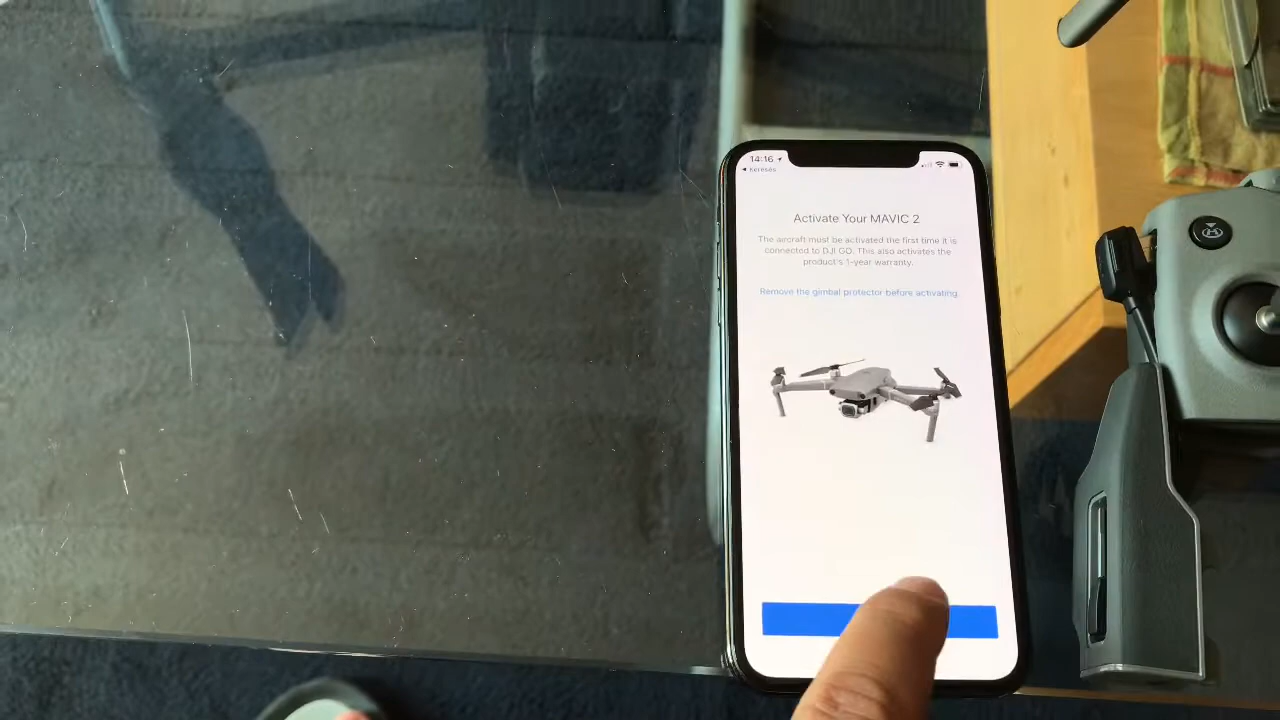 14:16
Keresés
Activate Your MAVIC 2
The aircraft must be activated the first time it is
connected to DJI GO. This also activates the
product's 1-year warranty.
Remove the gimbal protector before activating